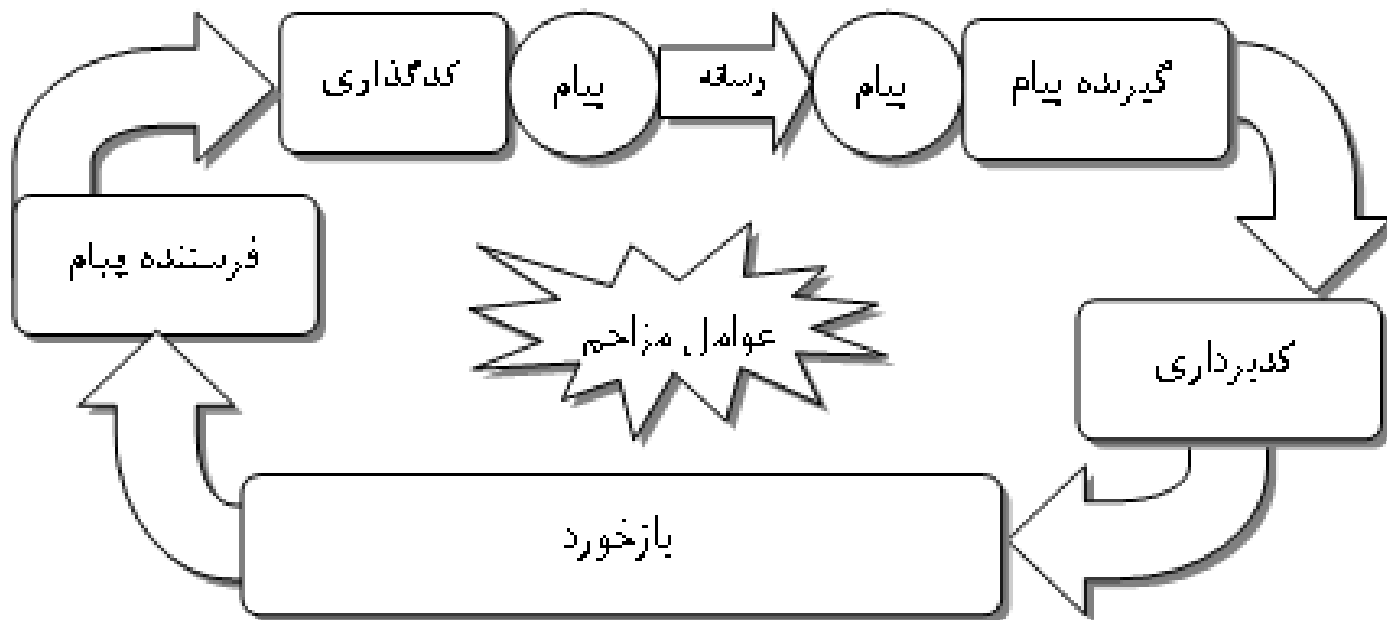 کدگذاری
پیام
رسانه
پیام
گیرنده پیام
فرستنده پیام
عوامل مزاحم
کدبرداری
بازخورد